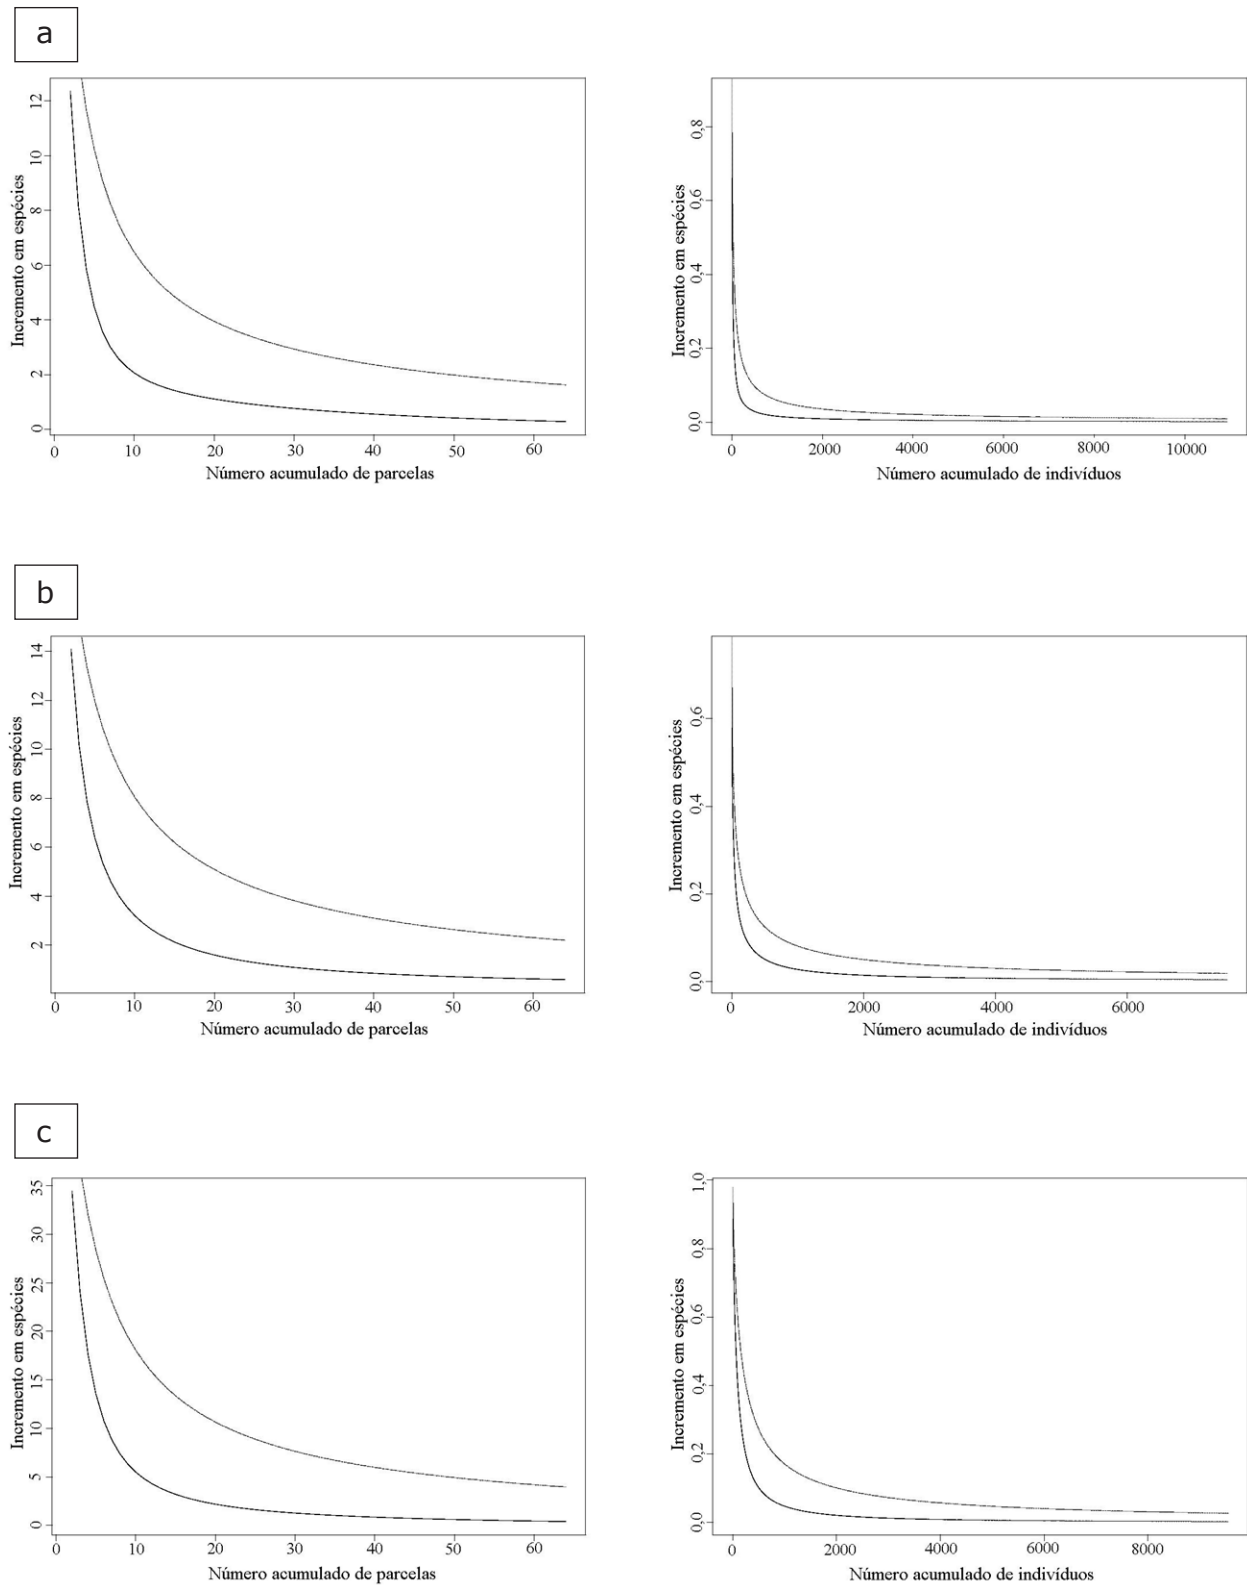 a
Incremento em espécies
12
10
8
6
4
2
0
0 10 20 30 40 50 60
Número acumulado de parcelas
Incremento em espécies
0,8
0,6
0,4
0,2
0,0
0 2000 4000 6000 8000 10000
Número acumulado de indivíduos
b
Incremento em espécies
14
12
10
8
6
4
2
0 10 20 30 40 50 60
Número acumulado de parcelas
Incremento em espécies
0,6
0,4
0,2
0,0
0 2000 4000 6000
Número acumulado de indivíduos
c
Incremento em espécies
35
30
25
20
15
10
5
0
0 10 20 30 40 50 60
Número acumulado de parcelas
Incremento em espécies
1,0
0,8
0,6
0,4
0,2
0,0
0 2000 4000 6000 8000
Número acumulado de indivíduos